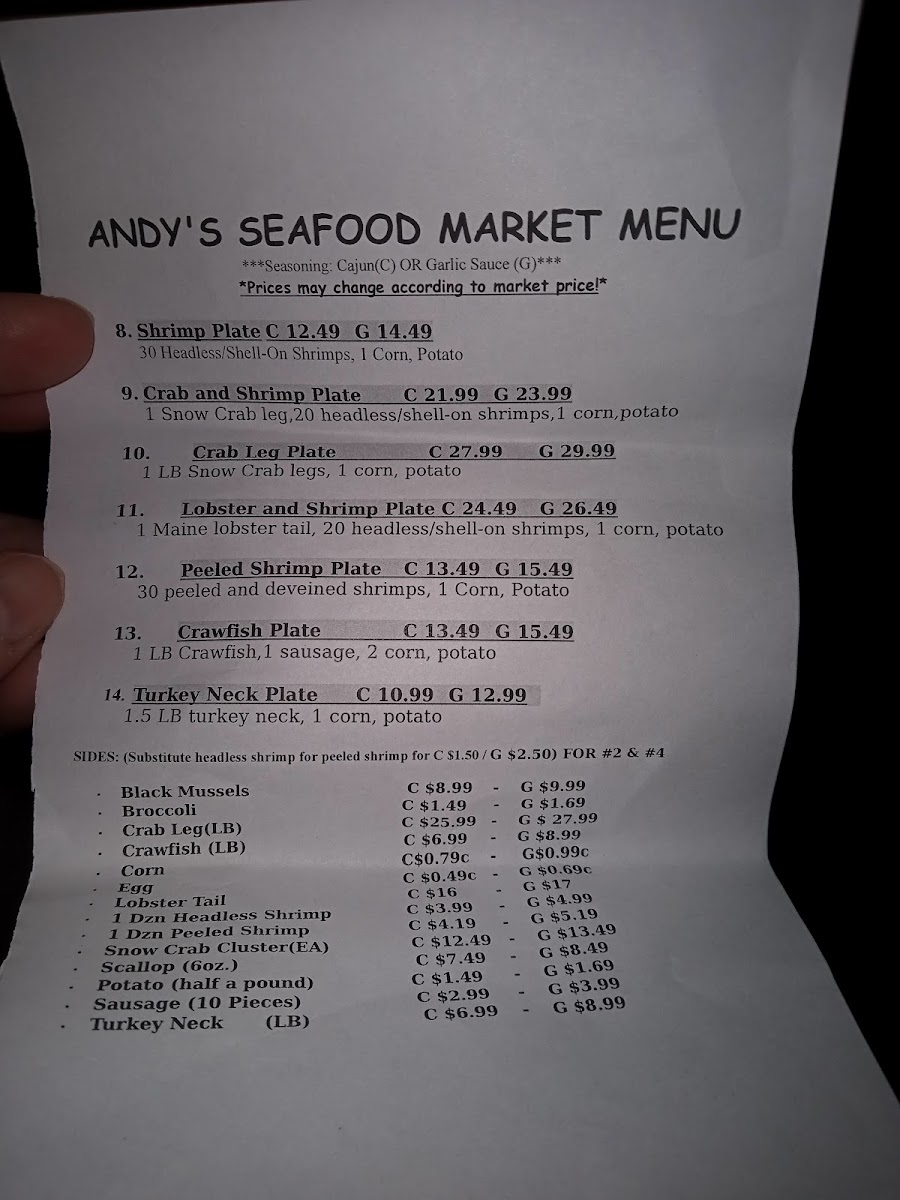 ANDY'S SEAFOOD MARKET MENU
***Seasoning: Cajun(C) OR Garlic Sauce (G)***
*Prices may change according to market price!*
8. Shrimp Plate C 12.49 G 14.49
30 Headless/Shell-On Shrimps, 1 Corn, Potato
9. Crab and Shrimp Plate C 21.99 G 23.99
1 Snow Crab leg,20 headless/shell-on shrimps,1 corn,potato
10. Crab Leg Plate C 27.99 G 29.99
1 LB Snow Crab legs, 1 corn, potato
11. Lobster and Shrimp Plate C 24.49 G 26.49
1 Maine lobster tail, 20 headless/shell-on shrimps, 1 corn, potato
12. Peeled Shrimp Plate C 13.49 G 15.49
30 peeled and deveined shrimps, 1 Corn, Potato
13. Crawfish Plate C 13.49 G 15.49
1 LB Crawfish,1 sausage, 2 corn, potato
14. Turkey Neck Plate C 10.99 G 12.99
1.5 LB turkey neck, 1 corn, potato
SIDES: (Substitute headless shrimp for peeled shrimp for C $1.50 / G $2.50) FOR #2 & #4
· Black Mussels C $8.99 - G $9.99
· Broccoli C $1.49 - G $1.69
· Crab Leg(LB) C $25.99 - G $ 27.99
· Crawfish (LB) C $6.99 - G $8.99
· Corn C$0.79c - G$0.99c
· Egg C $0.49c - G $0.69c
· Lobster Tail C $16 - G $17
· 1 Dzn Headless Shrimp C $3.99 - G $4.99
· 1 Dzn Peeled Shrimp C $4.19 - G $5.19
· Snow Crab Cluster(EA) C $12.49 - G $13.49
· Scallop (6oz.) C $7.49 - G $8.49
· Potato (half a pound) C $1.49 - G $1.69
· Sausage (10 Pieces) C $2.99 - G $3.99
· Turkey Neck (LB) C $6.99 - G $8.99